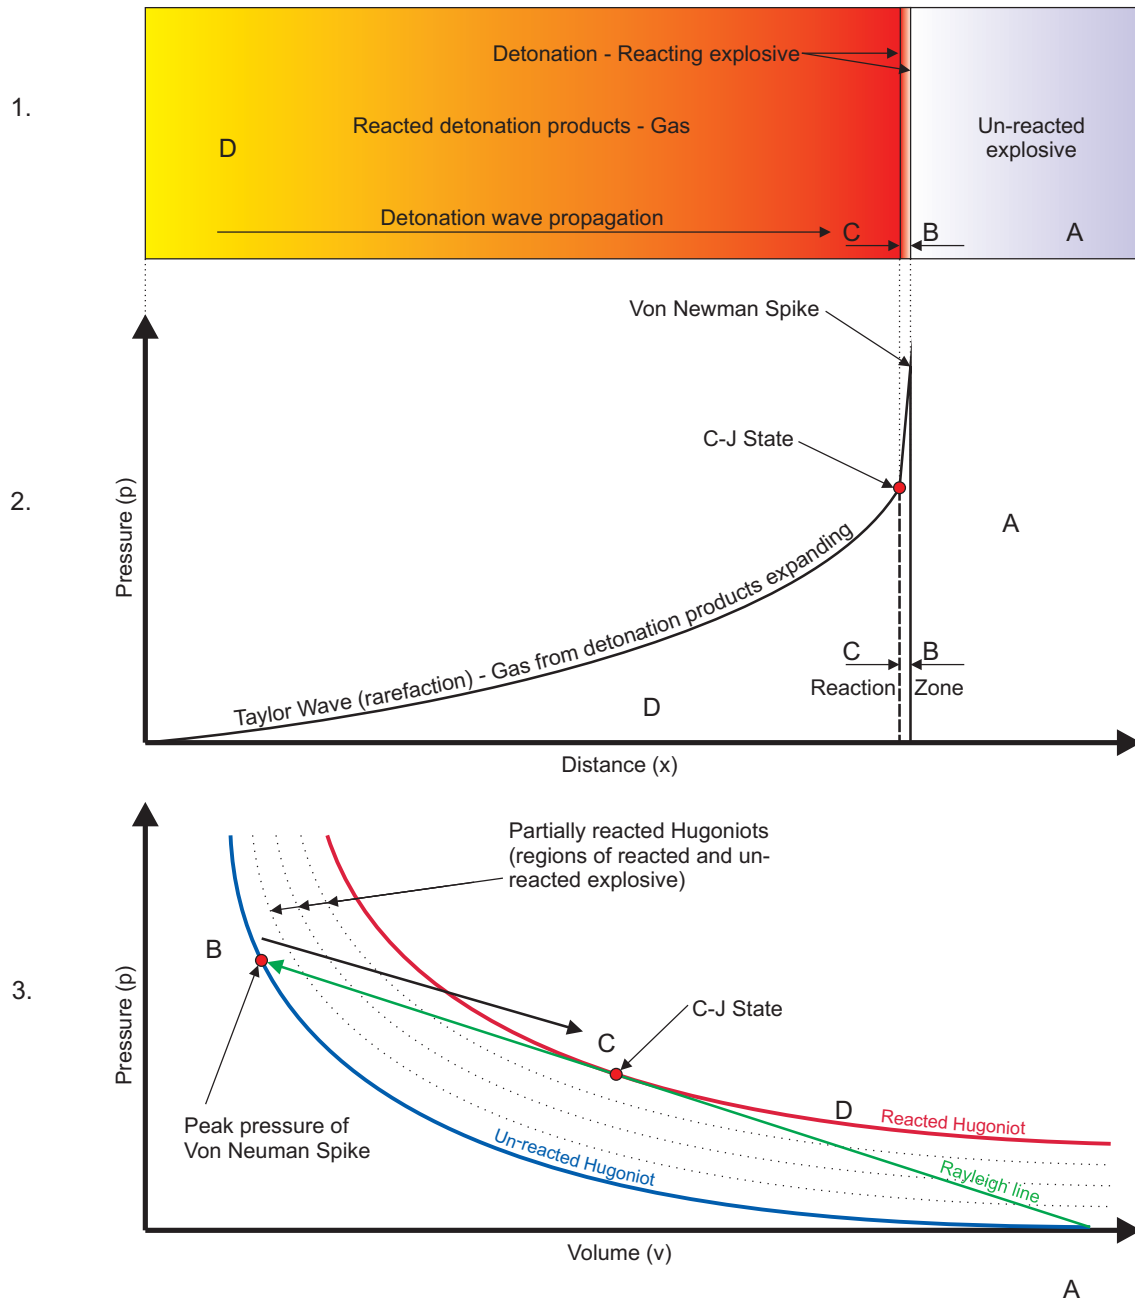 1.
Detonation - Reacting explosive
Reacted detonation products - Gas
D
Un-reacted
explosive
Detonation wave propagation
C
B
A
Von Newman Spike
C-J State
2.
Pressure (p)
A
Taylor Wave (rarefaction) - Gas from detonation products expanding
C
B
Reaction
Zone
D
Distance (x)
Partially reacted Hugoniots
(regions of reacted and un-
reacted explosive)
B
3.
Pressure (p)
C-J State
C
D
Reacted Hugoniot
Peak pressure of
Von Neuman Spike
Un-reacted Hugoniot
Rayleigh line
Volume (v)
A